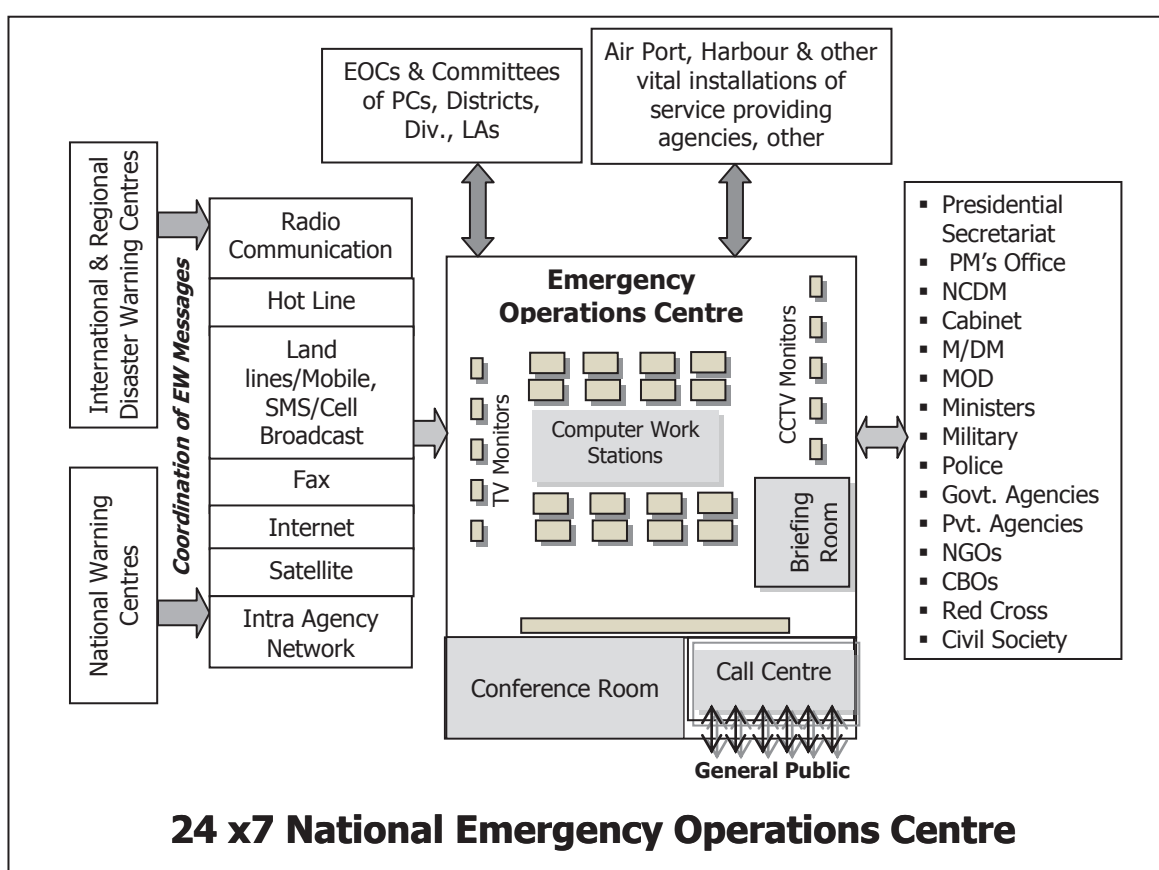 EOCs & Committees
of PCs, Districts,
Div., LAs
Air Port, Harbour & other
vital installations of
service providing
agencies, other
International & Regional
Disaster Warning Centres
National Warning
Centres
Coordination of EW Messages
Radio
Communication
Hot Line
Land
lines/Mobile,
SMS/Cell
Broadcast
Fax
Internet
Satellite
Intra Agency
Network
Emergency
Operations Centre
TV Monitors
Computer Work
Stations
CCTV Monitors
Briefing
Room
Conference Room
Call Centre
General Public
▪ Presidential
Secretariat
▪ PM's Office
▪ NCDM
▪ Cabinet
▪ M/DM
▪ MOD
▪ Ministers
▪ Military
▪ Police
▪ Govt. Agencies
▪ Pvt. Agencies
▪ NGOs
▪ CBOs
▪ Red Cross
▪ Civil Society
24 x7 National Emergency Operations Centre